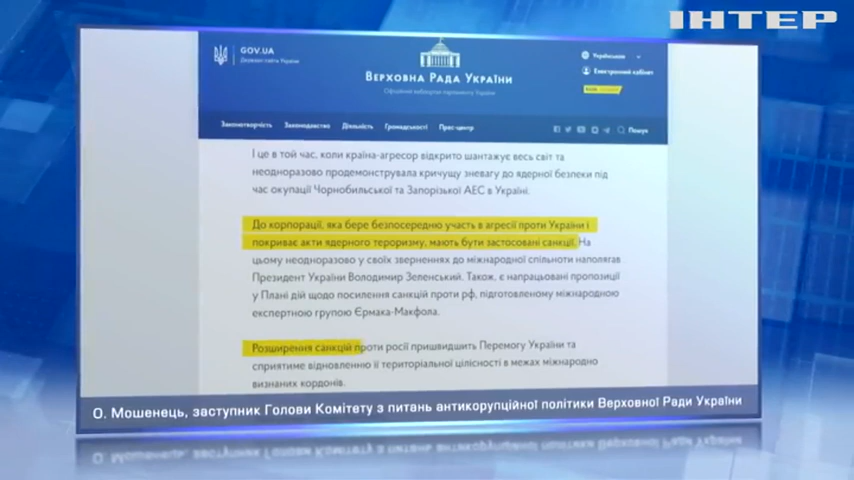 ІНТЕР
GOV.UA
Державні сайти України
Українською
Електронний кабінет
ВЕРХОВНА РАДА УКРАЇНИ
Офіційний вебпортал парламенту України
Законотворчість Законодавство Діяльність Громадськості Прес-центр Пошук
І це в той час, коли країна-агресор відкрито шантажує весь світ та
неодноразово продемонструвала кричущу зневагу до ядерної безпеки під
час окупації Чорнобильської та Запорізької АЕС в Україні.
До корпорації, яка бере безпосередню участь в агресії проти України і
покриває акти ядерного тероризму, мають бути застосовані санкції. На
цьому неодноразово у своїх зверненнях до міжнародної спільноти наполягав
Президент України Володимир Зеленський. Також, є напрацьовані пропозиції
у Плані дій щодо посилення санкцій проти рф, підготовленому міжнародною
експертною групою Єрмака-Макфола.
Розширення санкцій проти росії пришвидшить Перемогу України та
сприятиме відновленню її територіальної цілісності в межах міжнародно
визнаних кордонів.
О. Мошенець, заступник Голови Комітету з питань антикорупційної політики Верховної Ради України